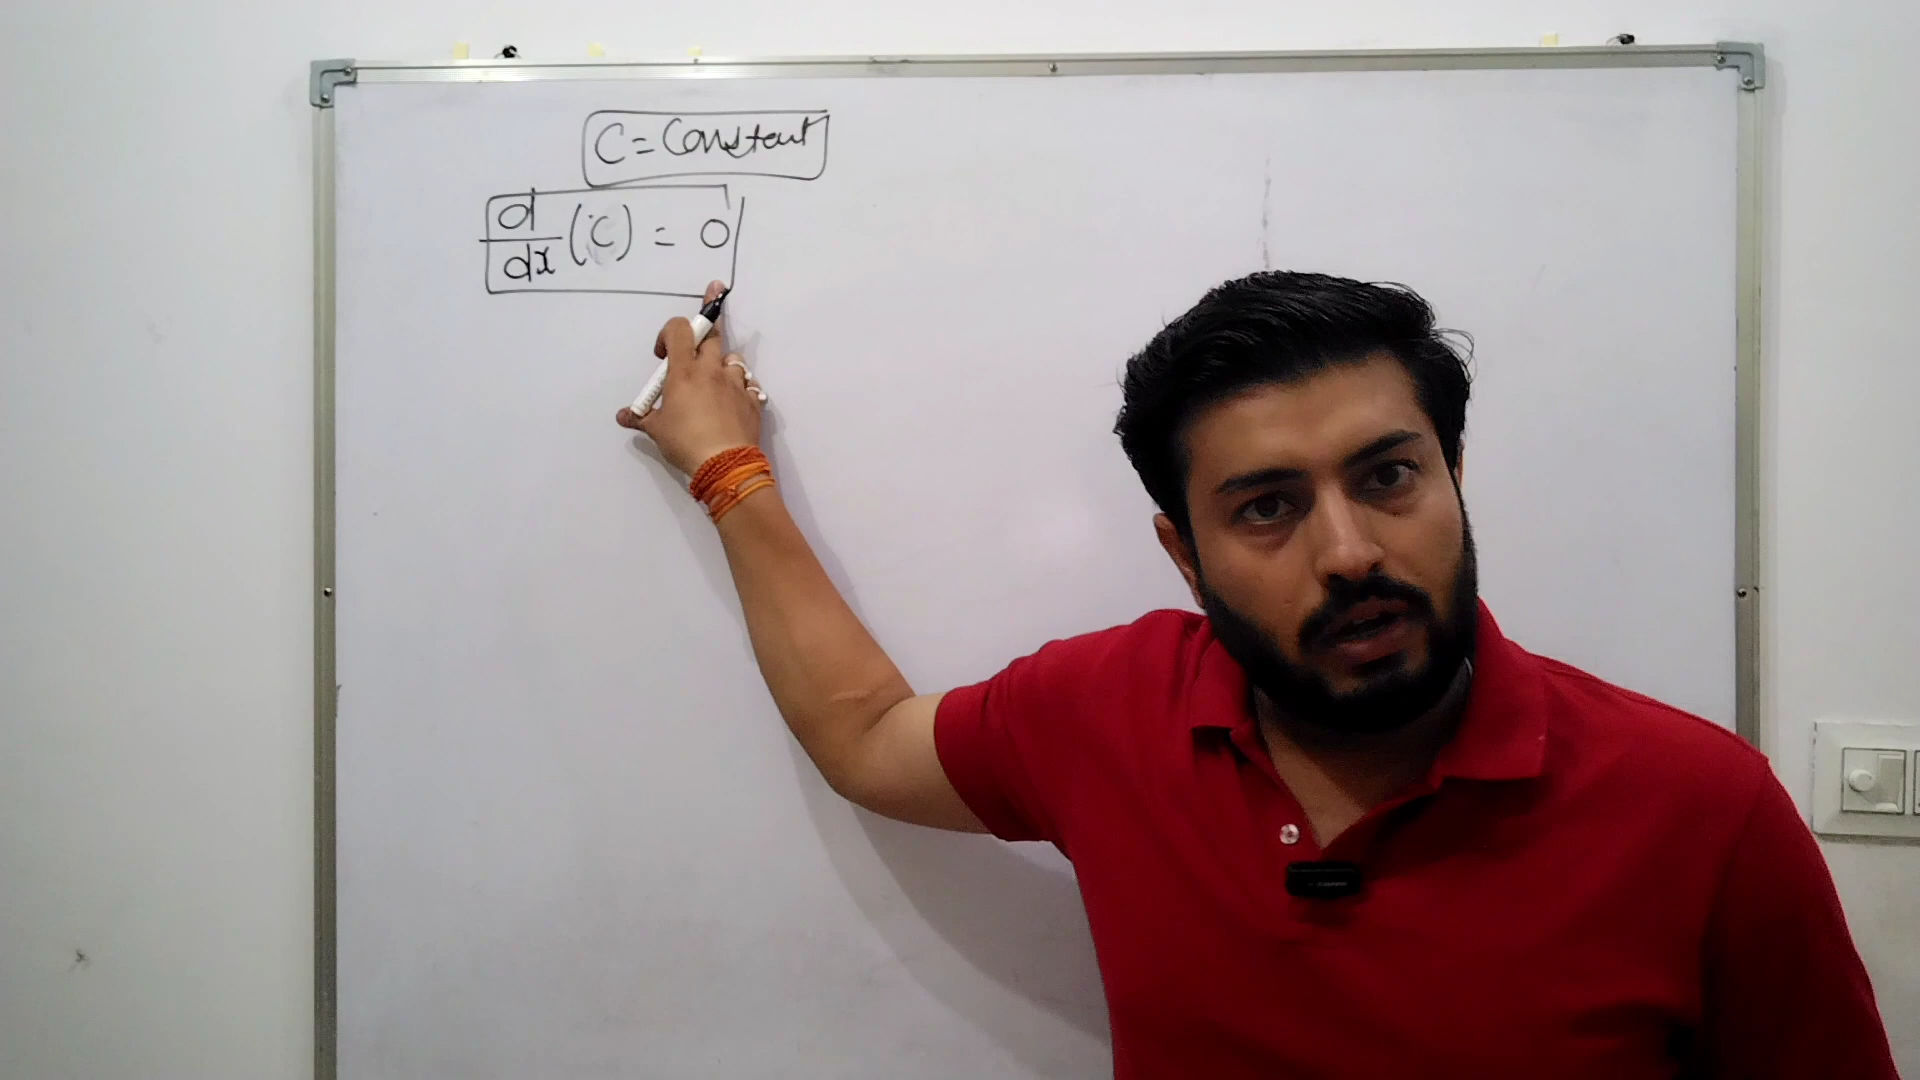 C = Constant
d/dx (C) = 0